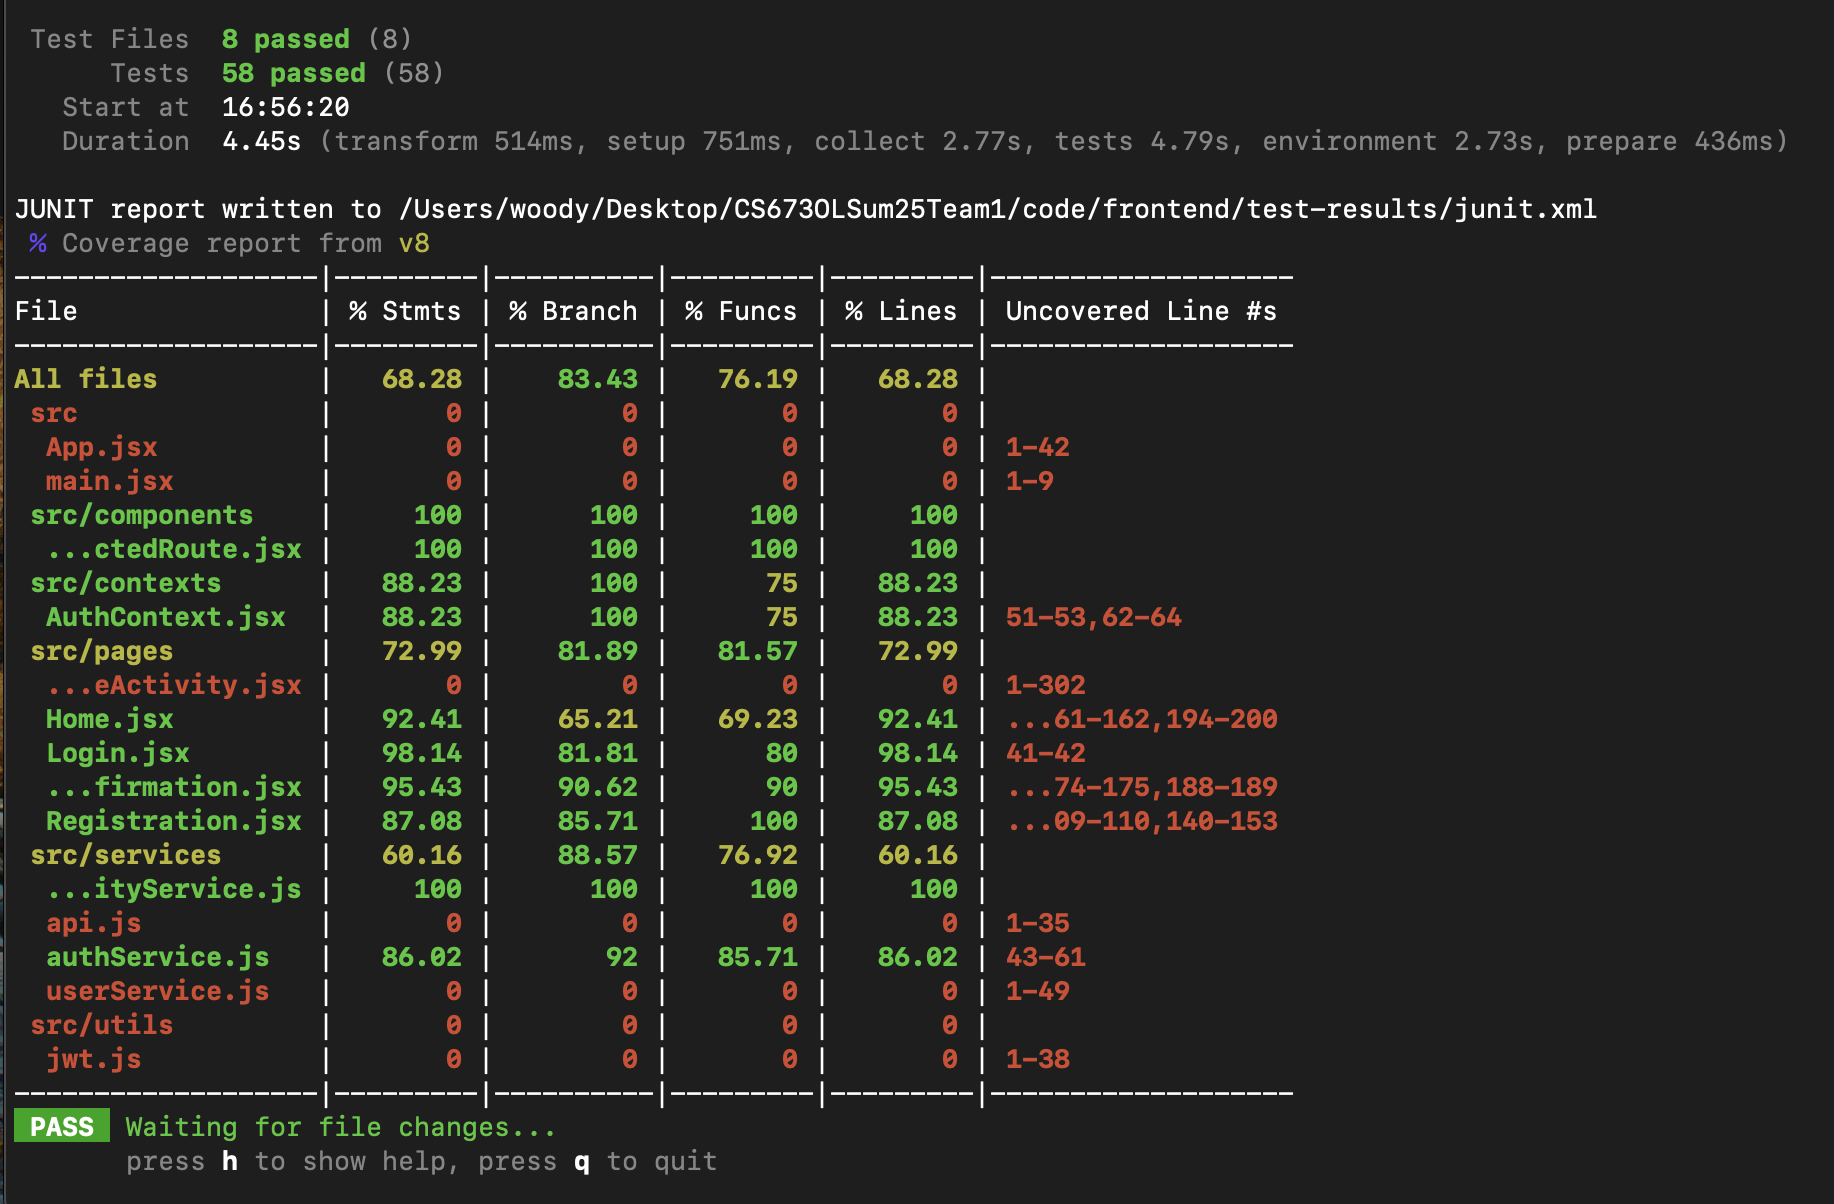 Test Files  8 passed (8)
Tests  58 passed (58)
Start at  16:56:20
Duration  4.45s (transform 514ms, setup 751ms, collect 2.77s, tests 4.79s, environment 2.73s, prepare 436ms)
JUNIT report written to /Users/woody/Desktop/CS673OLSum25Team1/code/frontend/test-results/junit.xml
% Coverage report from v8
-------------------|---------|----------|---------|---------|-------------------
File               | % Stmts | % Branch | % Funcs | % Lines | Uncovered Line #s
-------------------|---------|----------|---------|---------|-------------------
All files          |   68.28 |    83.43 |   76.19 |   68.28 |
 src               |       0 |        0 |       0 |       0 |
  App.jsx          |       0 |        0 |       0 |       0 | 1-42
  main.jsx         |       0 |        0 |       0 |       0 | 1-9
 src/components    |     100 |      100 |     100 |     100 |
  ...ctedRoute.jsx |     100 |      100 |     100 |     100 |
 src/contexts      |   88.23 |      100 |      75 |   88.23 |
  AuthContext.jsx  |   88.23 |      100 |      75 |   88.23 | 51-53,62-64
 src/pages         |   72.99 |    81.89 |   81.57 |   72.99 |
  ...eActivity.jsx |       0 |        0 |       0 |       0 | 1-302
  Home.jsx         |   92.41 |    65.21 |   69.23 |   92.41 | ...61-162,194-200
  Login.jsx        |   98.14 |    81.81 |      80 |   98.14 | 41-42
  ...firmation.jsx |   95.43 |    90.62 |      90 |   95.43 | ...74-175,188-189
  Registration.jsx |   87.08 |    85.71 |     100 |   87.08 | ...09-110,140-153
 src/services      |   60.16 |    88.57 |   76.92 |   60.16 |
  ...ityService.js |     100 |      100 |     100 |     100 |
  api.js           |       0 |        0 |       0 |       0 | 1-35
  authService.js   |   86.02 |       92 |   85.71 |   86.02 | 43-61
  userService.js   |       0 |        0 |       0 |       0 | 1-49
 src/utils         |       0 |        0 |       0 |       0 |
  jwt.js           |       0 |        0 |       0 |       0 | 1-38
-------------------|---------|----------|---------|---------|-------------------
PASS  Waiting for file changes...
press h to show help, press q to quit